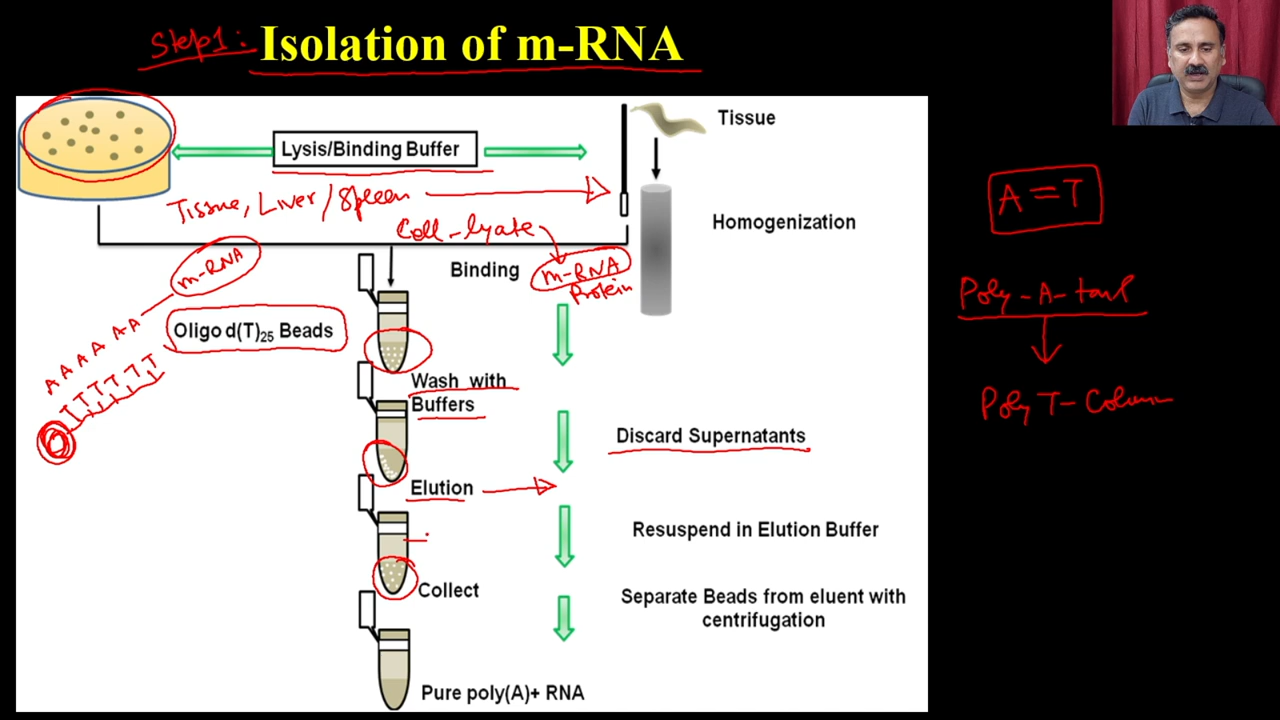 Step1:
Isolation of m-RNA
Tissue
Lysis/Binding Buffer
Tissue, Liver/Spleen
A=T
Homogenization
Cell-lyate
m-RNA
Binding
m-RNA
Protein
Poly-A-tail
Oligo d(T)25 Beads
A A A A A A
T T T T T T
Wash with
Buffers
Poly T-Column
Discard Supernatants
Elution
Resuspend in Elution Buffer
Collect
Separate Beads from eluent with
centrifugation
Pure poly(A)+ RNA